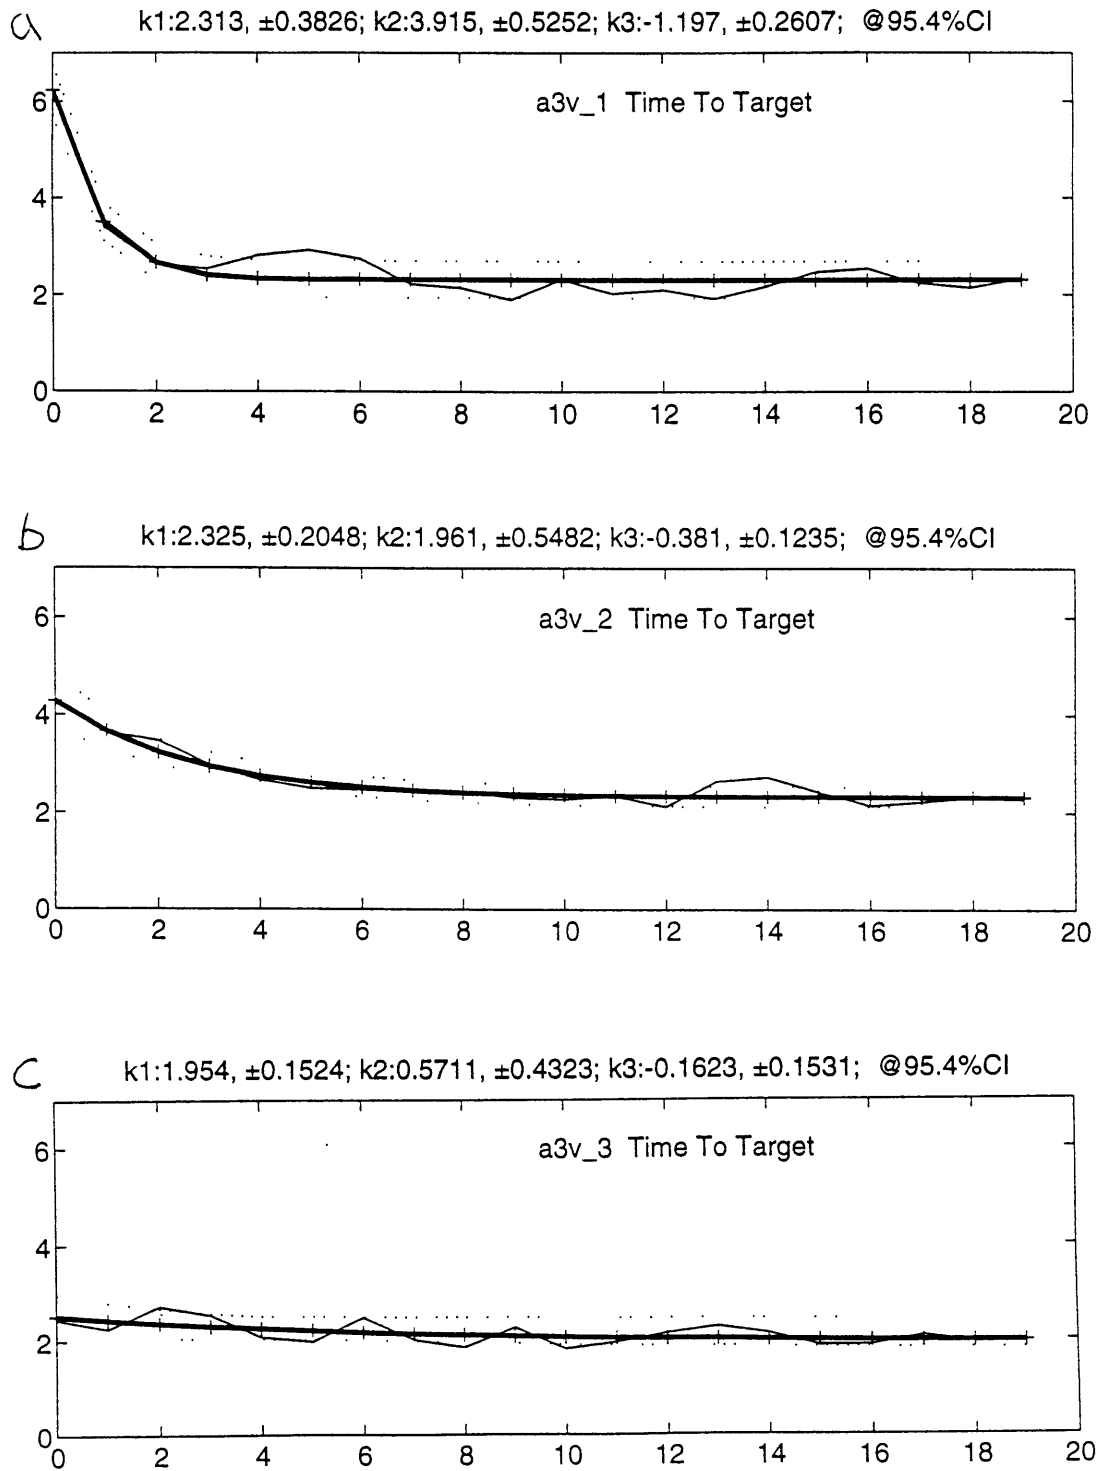 a k1:2.313, ±0.3826; k2:3.915, ±0.5252; k3:-1.197, ±0.2607; @95.4%CI
a3v_1 Time To Target
6
4
2
0
0 2 4 6 8 10 12 14 16 18 20
b k1:2.325, ±0.2048; k2:1.961, ±0.5482; k3:-0.381, ±0.1235; @95.4%CI
a3v_2 Time To Target
6
4
2
0
0 2 4 6 8 10 12 14 16 18 20
c k1:1.954, ±0.1524; k2:0.5711, ±0.4323; k3:-0.1623, ±0.1531; @95.4%CI
a3v_3 Time To Target
6
4
2
0
0 2 4 6 8 10 12 14 16 18 20